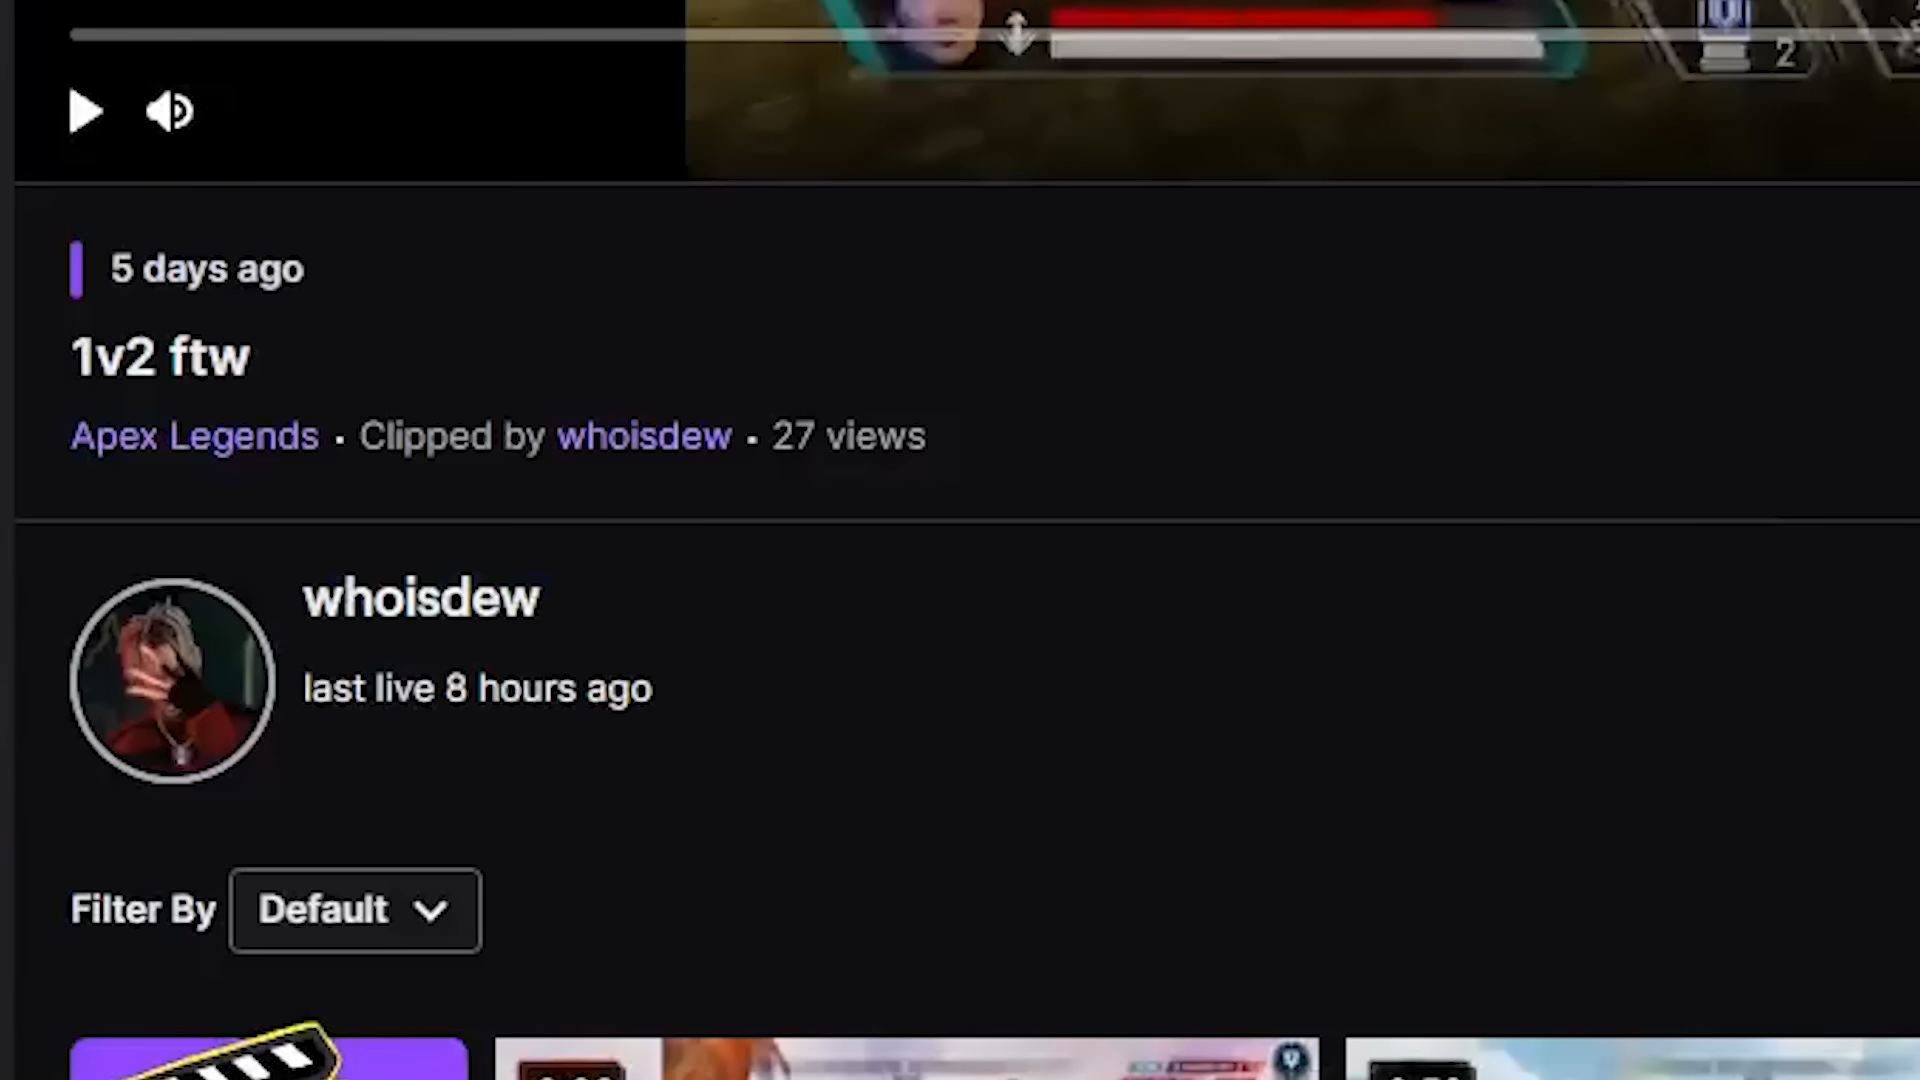 2
5 days ago
1v2 ftw
Apex Legends · Clipped by whoisdew · 27 views
whoisdew
last live 8 hours ago
Filter By Default